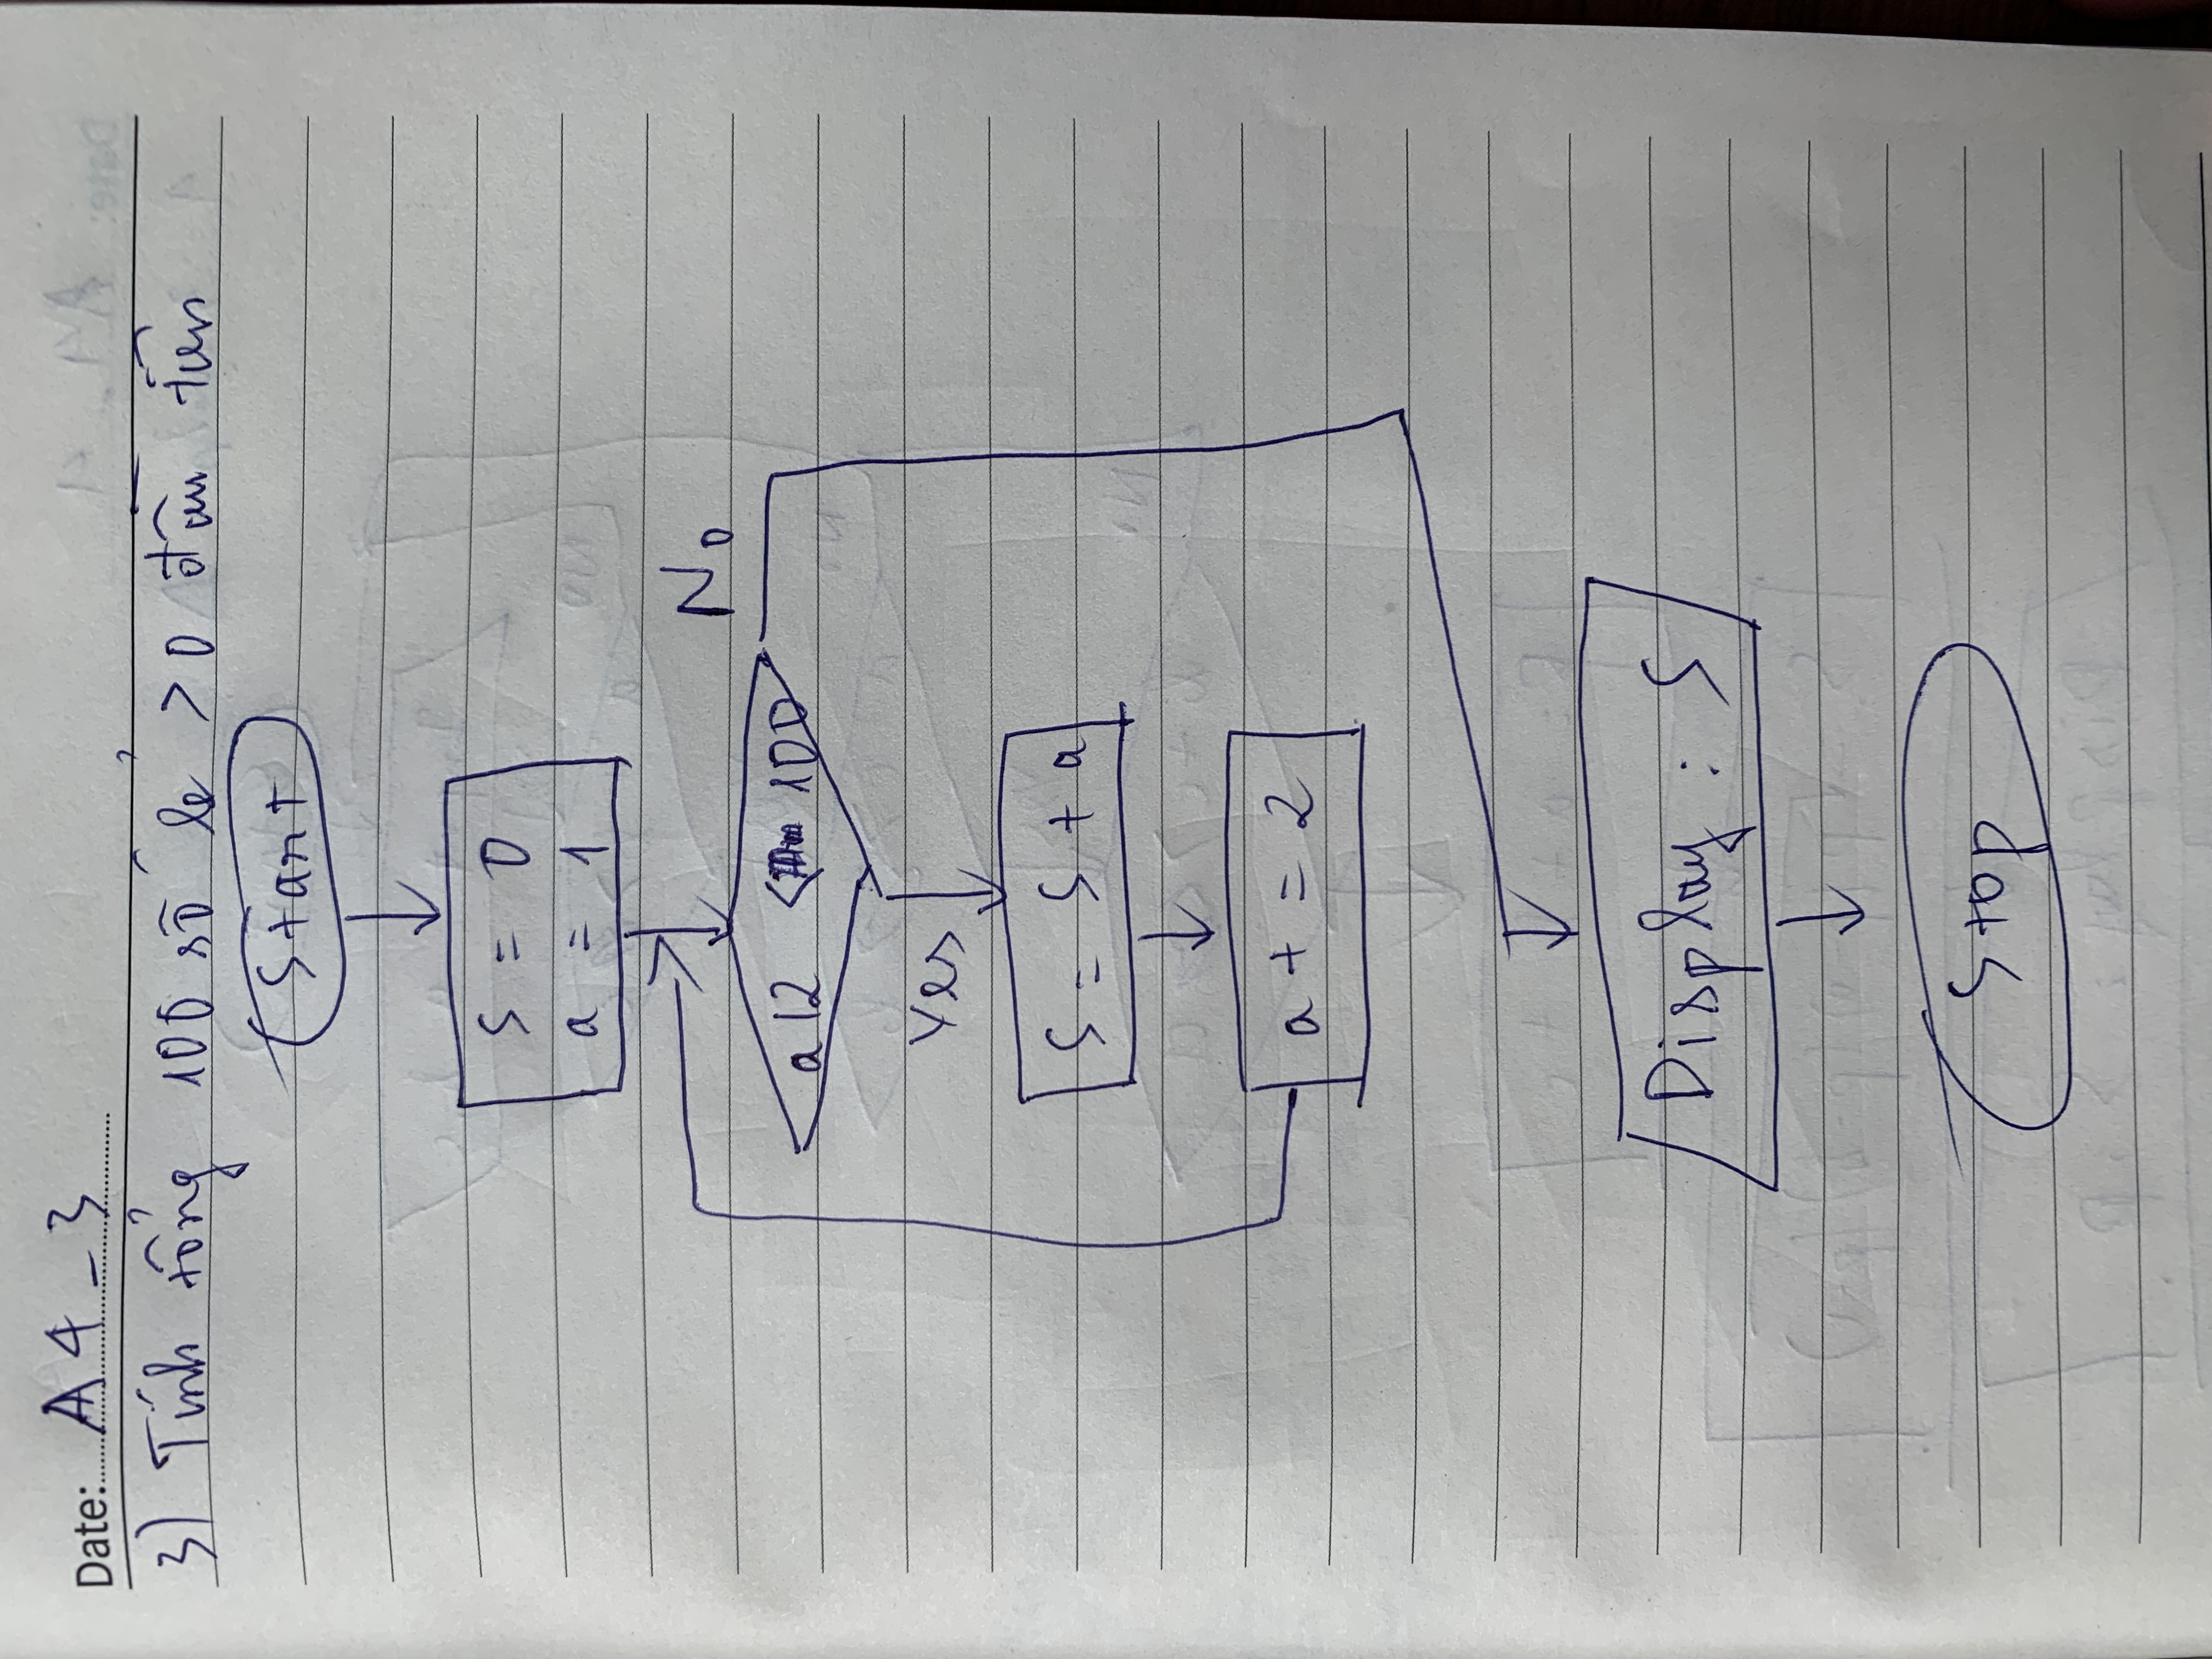 Date: A4_3
3) Tính tổng 100 số lẻ > 0 đầu tiên
Start
S = 0
a = 1
No
a/2 < 100
Yes
S = S + a
a + = 2
Display : S
Stop